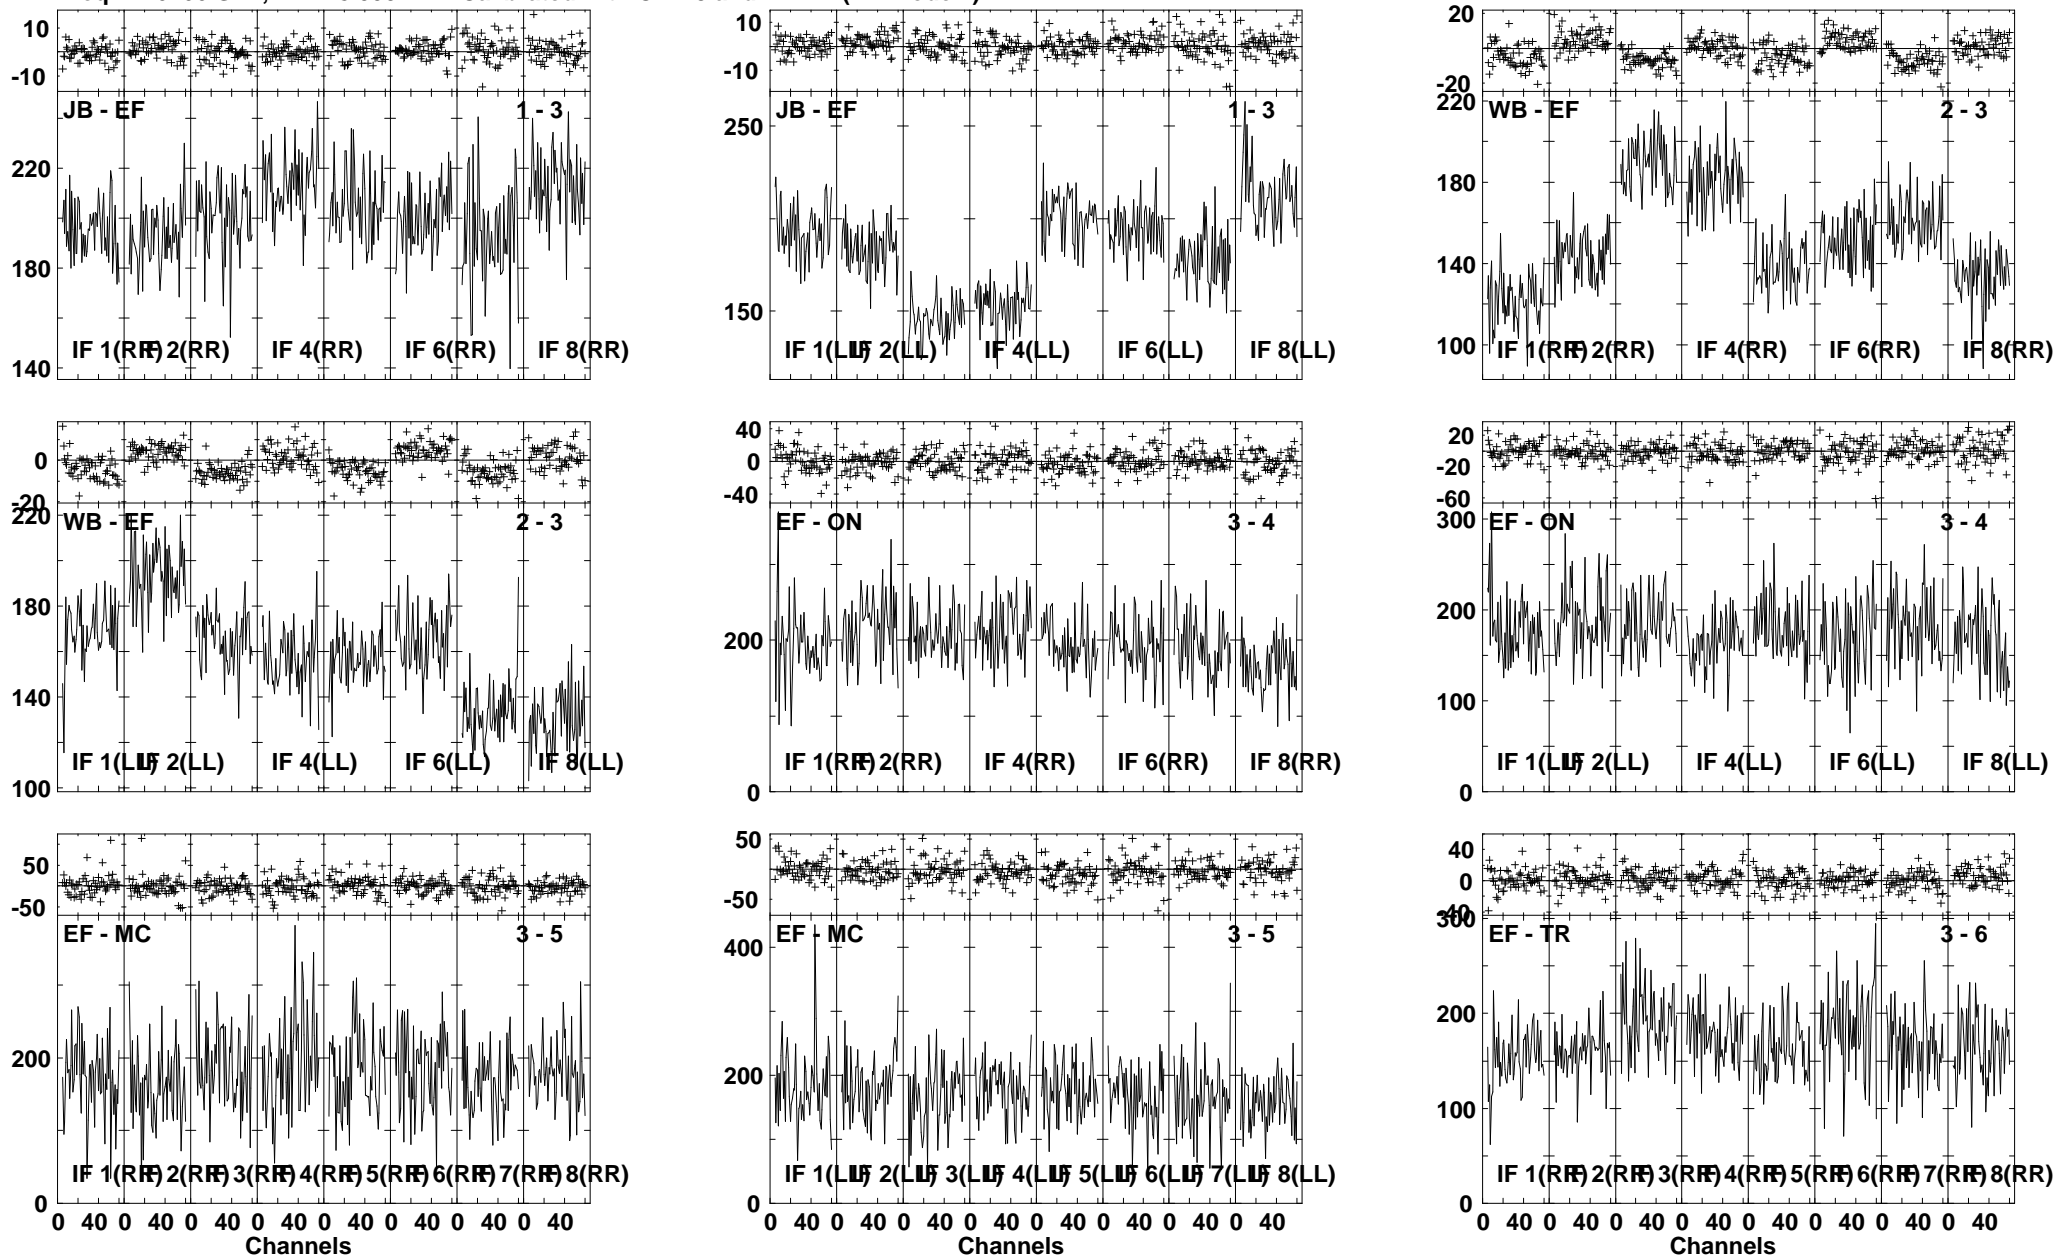 10
-10
JB - EF 1 - 3
220
180
140
IF 1(RR) IF 2(RR) IF 4(RR) IF 6(RR) IF 8(RR)
10
-10
JB - EF 1 - 3
250
150
IF 1(LL) IF 2(LL) IF 4(LL) IF 6(LL) IF 8(LL)
20
-20
WB - EF 2 - 3
220
180
140
100
IF 1(RR) IF 2(RR) IF 4(RR) IF 6(RR) IF 8(RR)
0
-20
WB - EF 2 - 3
220
180
140
100
IF 1(LL) IF 2(LL) IF 4(LL) IF 6(LL) IF 8(LL)
40
0
-40
EF - ON 3 - 4
200
0
IF 1(RR) IF 2(RR) IF 4(RR) IF 6(RR) IF 8(RR)
20
-20
-60
EF - ON 3 - 4
300
200
100
0
IF 1(LL) IF 2(LL) IF 4(LL) IF 6(LL) IF 8(LL)
50
-50
EF - MC 3 - 5
200
0
IF 1(RR) IF 2(RR) IF 3(RR) IF 4(RR) IF 5(RR) IF 6(RR) IF 7(RR) IF 8(RR)
0 40 0 40 0 40 0 40 0 40 0 40 0 40 0 40
Channels
50
0
-50
EF - MC 3 - 5
400
200
0
IF 1(LL) IF 2(LL) IF 3(LL) IF 4(LL) IF 5(LL) IF 6(LL) IF 7(LL) IF 8(LL)
0 40 0 40 0 40 0 40 0 40 0 40 0 40 0 40
Channels
40
0
-40
EF - TR 3 - 6
300
200
100
0
IF 1(RR) IF 2(RR) IF 3(RR) IF 4(RR) IF 5(RR) IF 6(RR) IF 7(RR) IF 8(RR)
0 40 0 40 0 40 0 40 0 40 0 40 0 40 0 40
Channels